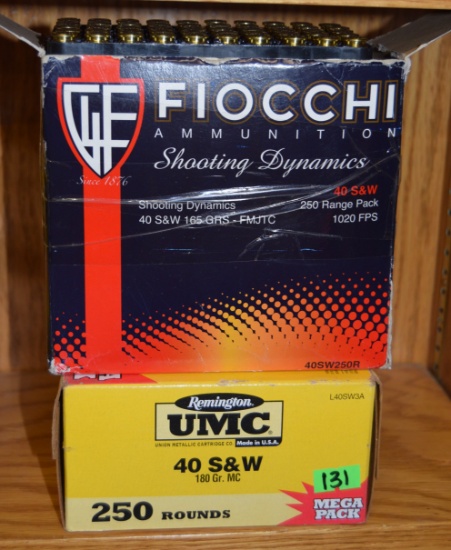 FIOCCHI
AMMUNITION
Shooting Dynamics
Since 1876
40 S&W
Shooting Dynamics
250 Range Pack
40 S&W 165 GRS - FMJTC
1020 FPS
40SW250R
Remington
L40SW3A
UMC
UNION METALLIC CARTRIDGE CO.
Made in U.S.A.
40 S&W
180 Gr. MC
131
250 ROUNDS
MEGA
PACK